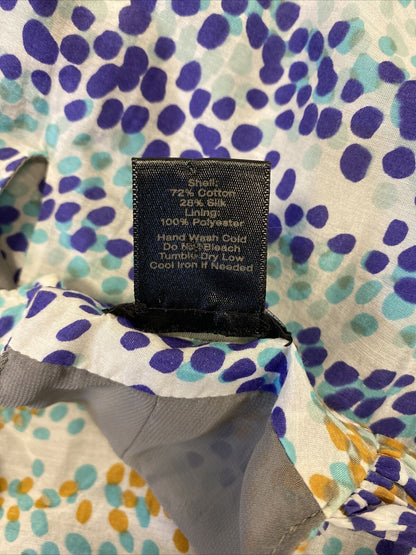 Shell:
72% Cotton
28% Silk
Lining:
100% Polyester
Hand Wash Cold
Do Not Bleach
Tumble Dry Low
Cool Iron If Needed